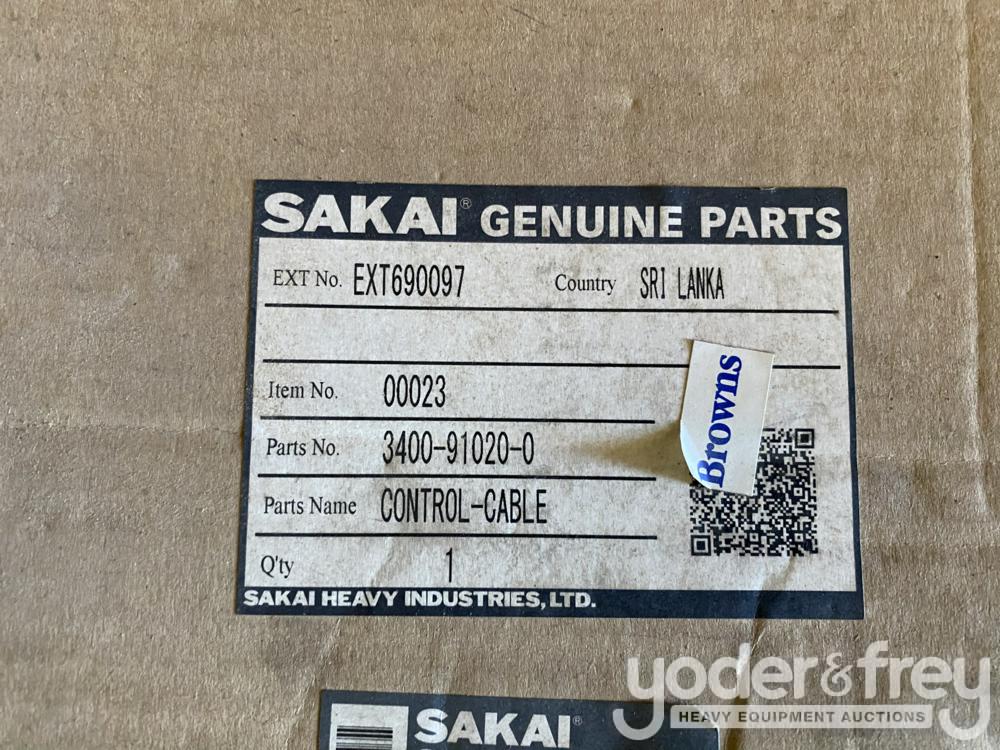 SAKAI® GENUINE PARTS
EXT No. EXT690097 Country SRI LANKA
Item No. 00023
Parts No. 3400-91020-0
Parts Name CONTROL-CABLE
Q'ty 1
Browns
SAKAI HEAVY INDUSTRIES, LTD.
SAKAI®
yoder&frey
HEAVY EQUIPMENT AUCTIONS